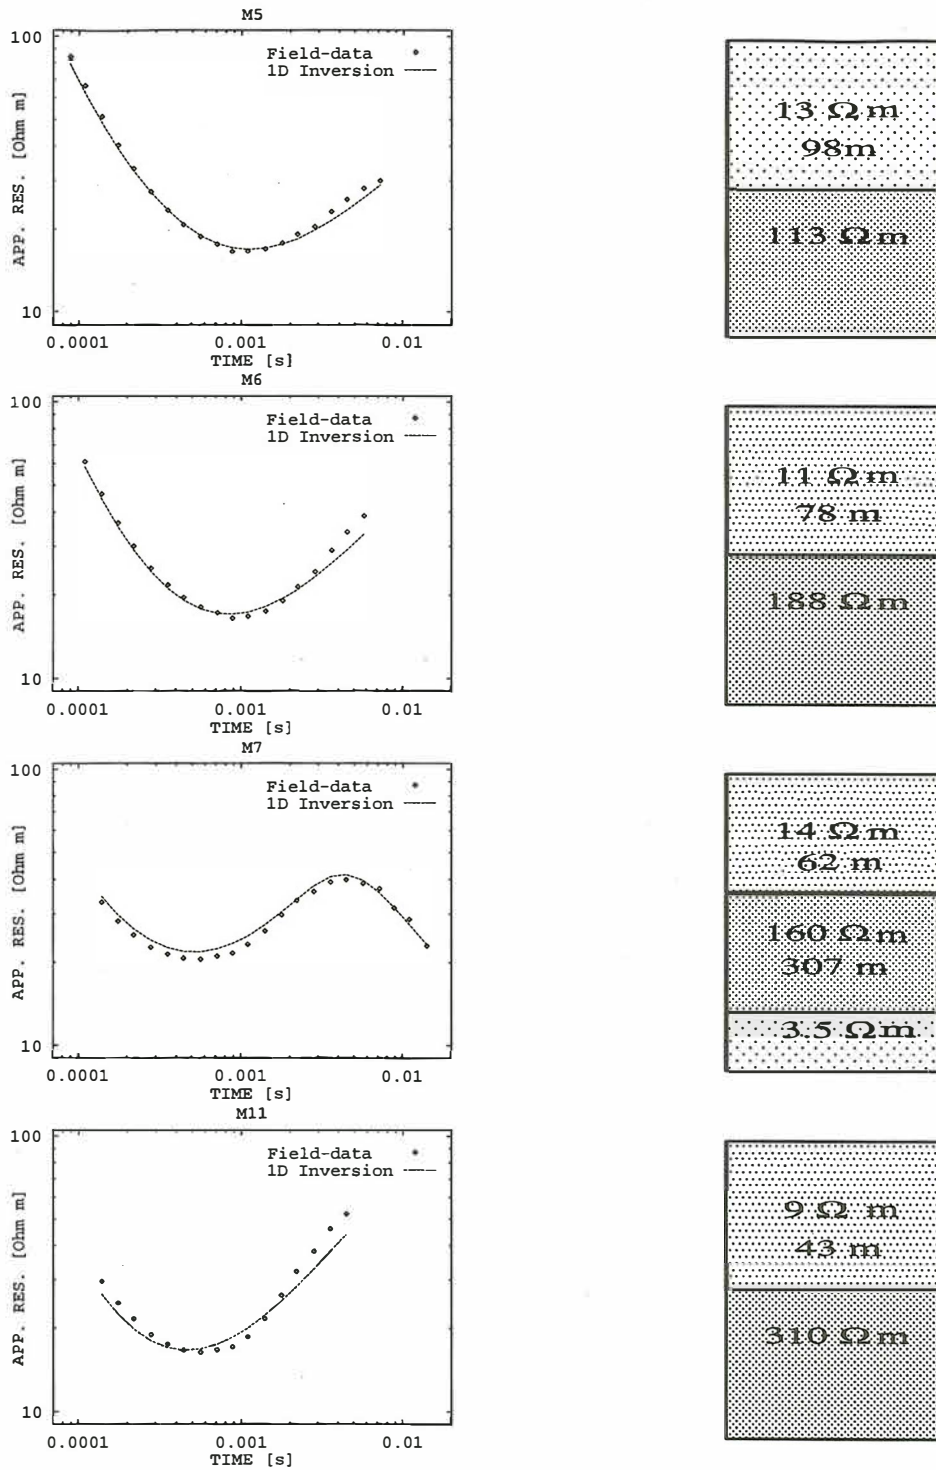 M5
100
Field-data
1D Inversion
APP. RES. [Ohm m]
10
0.0001
0.001
0.01
TIME [s]
13 Ωm
98m
113 Ωm
M6
100
Field-data
1D Inversion
APP. RES. [Ohm m]
10
0.0001
0.001
0.01
TIME [s]
11 Ωm
78 m
188 Ωm
M7
100
Field-data
1D Inversion
APP. RES. [Ohm m]
10
0.0001
0.001
0.01
TIME [s]
14 Ωm
62 m
160 Ωm
307 m
3.5 Ωm
M11
100
Field-data
1D Inversion
APP. RES. [Ohm m]
10
0.0001
0.001
0.01
TIME [s]
9 Ω m
43 m
310 Ωm